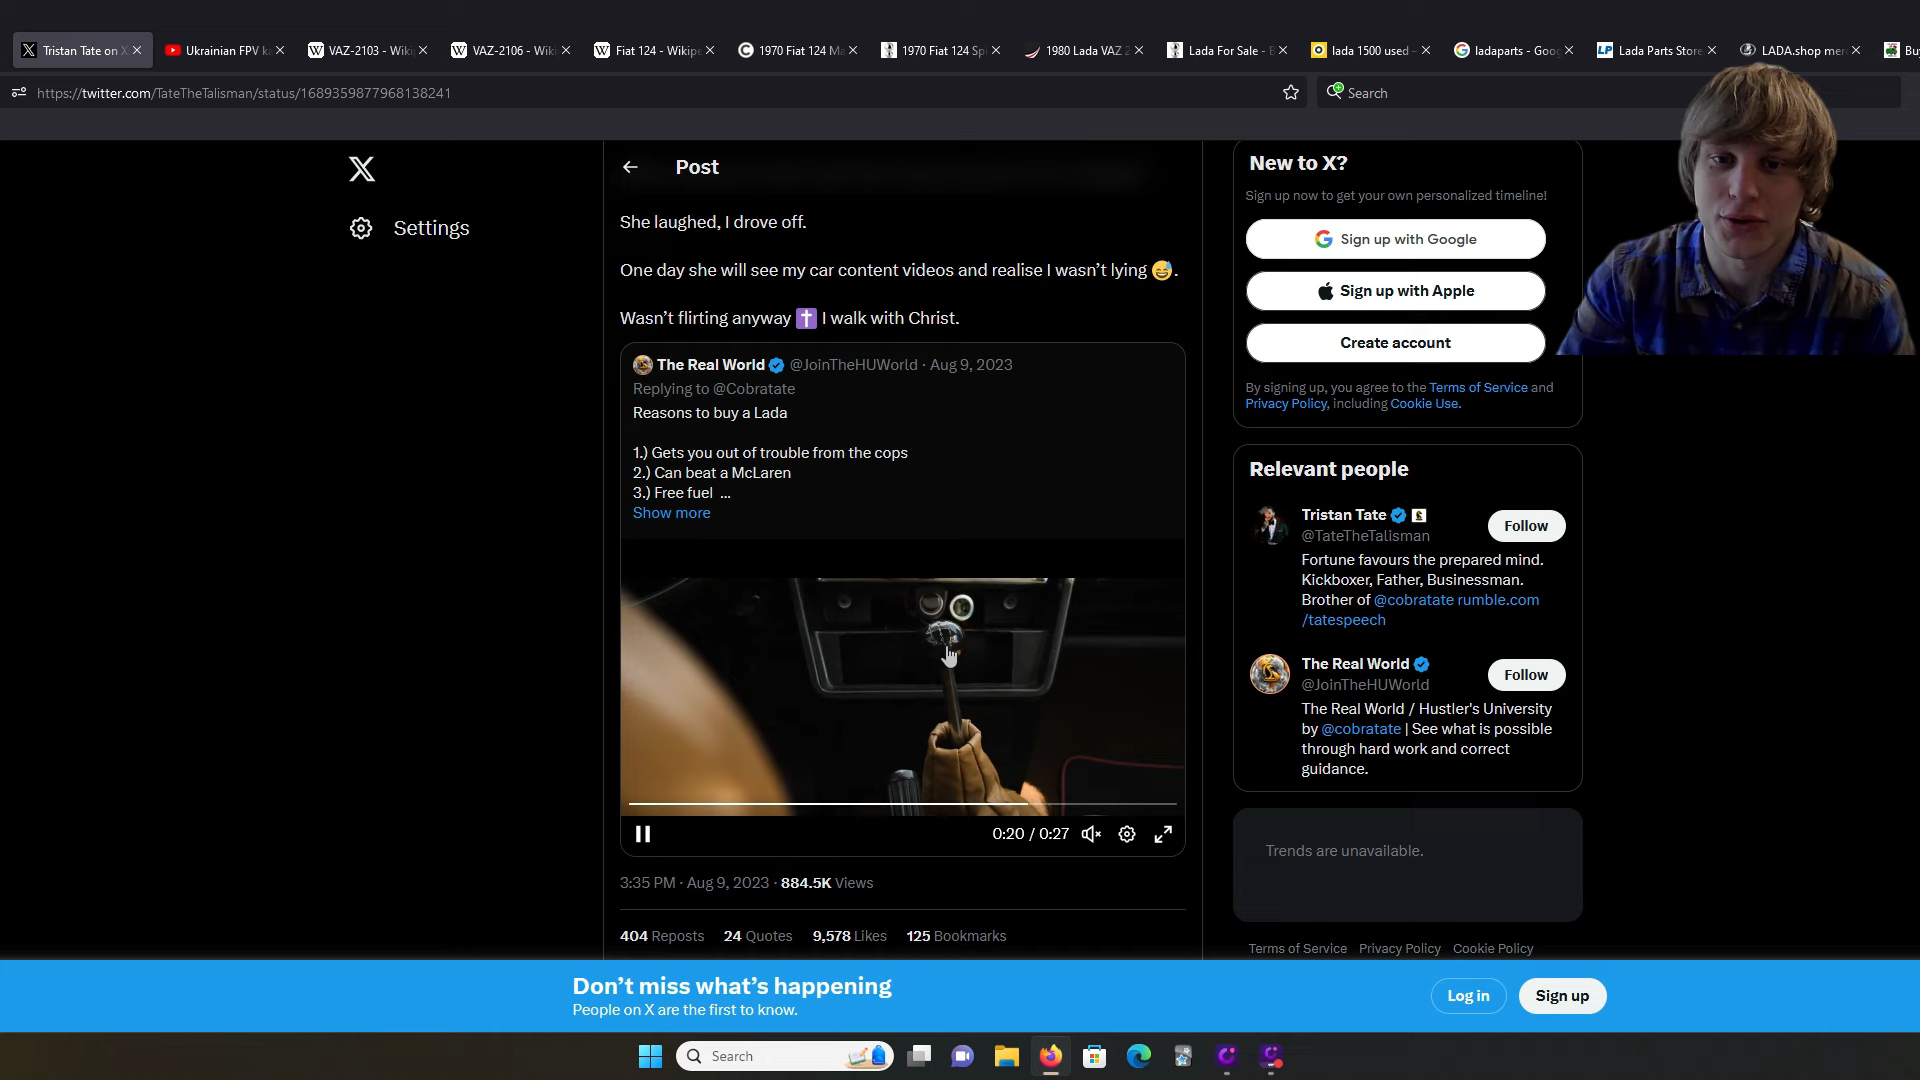 Tristan Tate on X
Ukrainian FPV ka
VAZ-2103 - Wiki
VAZ-2106 - Wiki
Fiat 124 - Wikipe
1970 Fiat 124 Ma
1970 Fiat 124 Spi
1980 Lada VAZ 2
Lada For Sale - B
lada 1500 used -
ladaparts - Goog
Lada Parts Store
LADA.shop mer
Bu
https://twitter.com/TateTheTalisman/status/1689359877968138241
Search
Settings
Post
She laughed, I drove off.
One day she will see my car content videos and realise I wasn’t lying 😅.
Wasn’t flirting anyway ✝️ I walk with Christ.
The Real World @JoinTheHUWorld · Aug 9, 2023
Replying to @Cobratate
Reasons to buy a Lada
1.) Gets you out of trouble from the cops
2.) Can beat a McLaren
3.) Free fuel ...
Show more
0:20 / 0:27
3:35 PM · Aug 9, 2023 · 884.5K Views
404 Reposts 24 Quotes 9,578 Likes 125 Bookmarks
New to X?
Sign up now to get your own personalized timeline!
Sign up with Google
Sign up with Apple
Create account
By signing up, you agree to the Terms of Service and
Privacy Policy, including Cookie Use.
Relevant people
Tristan Tate
@TateTheTalisman
Follow
Fortune favours the prepared mind.
Kickboxer, Father, Businessman.
Brother of @cobratate rumble.com
/tatespeech
The Real World
@JoinTheHUWorld
Follow
The Real World / Hustler's University
by @cobratate | See what is possible
through hard work and correct
guidance.
Trends are unavailable.
Terms of Service Privacy Policy Cookie Policy
Don’t miss what’s happening
People on X are the first to know.
Log in
Sign up
Search